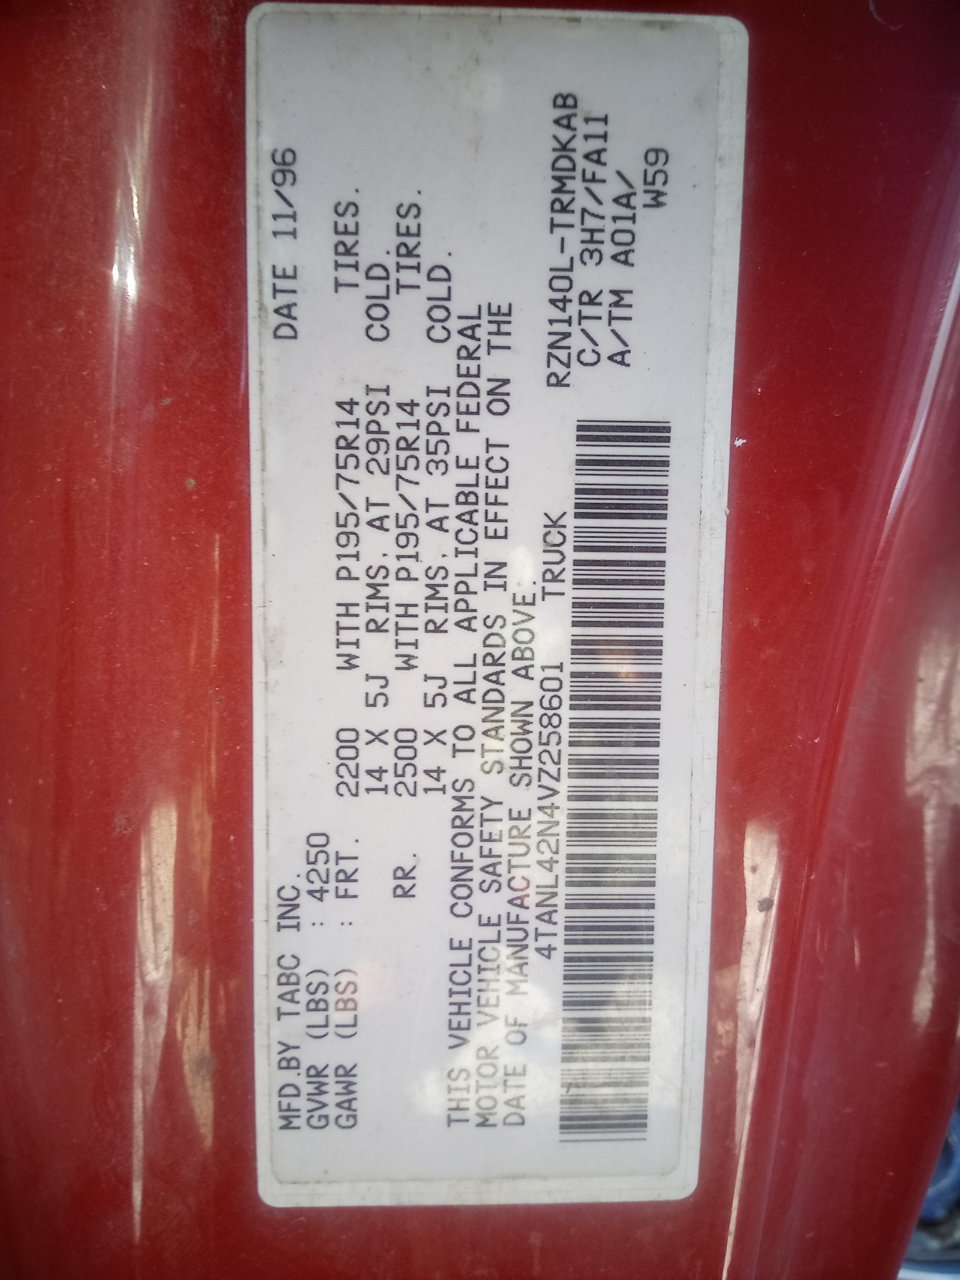 MFD.BY TABC INC. DATE 11/96
GVWR (LBS) : 4250
GAWR (LBS) : FRT. 2200 WITH P195/75R14 TIRES.
14 X 5J RIMS, AT 29PSI COLD.
RR. 2500 WITH P195/75R14 TIRES.
14 X 5J RIMS, AT 35PSI COLD.
THIS VEHICLE CONFORMS TO ALL APPLICABLE FEDERAL
MOTOR VEHICLE SAFETY STANDARDS IN EFFECT ON THE
DATE OF MANUFACTURE SHOWN ABOVE.
4TANL42N4VZ258601 TRUCK
RZN140L-TRMDKAB
C/TR 3H7/FA11
A/TM A01A/
W59